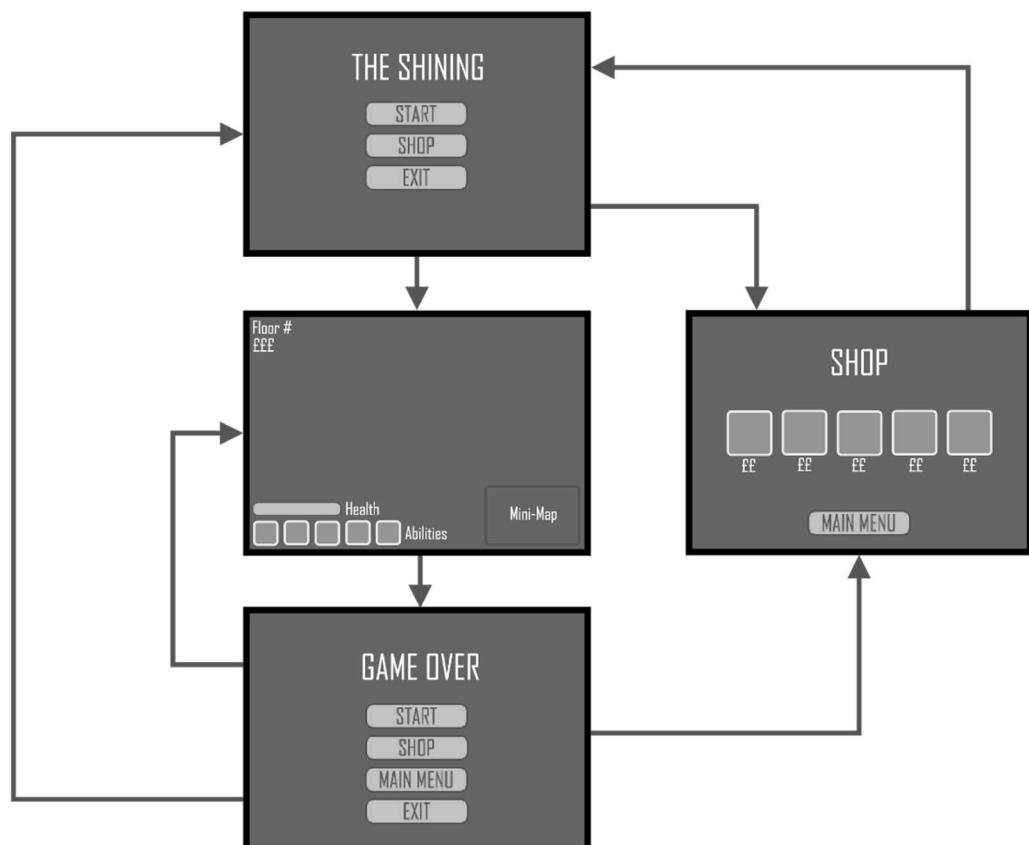 THE SHINING
START
SHOP
EXIT
Floor #
£££
Health
Abilities
Mini-Map
SHOP
££ ££ ££ ££ ££
MAIN MENU
GAME OVER
START
SHOP
MAIN MENU
EXIT